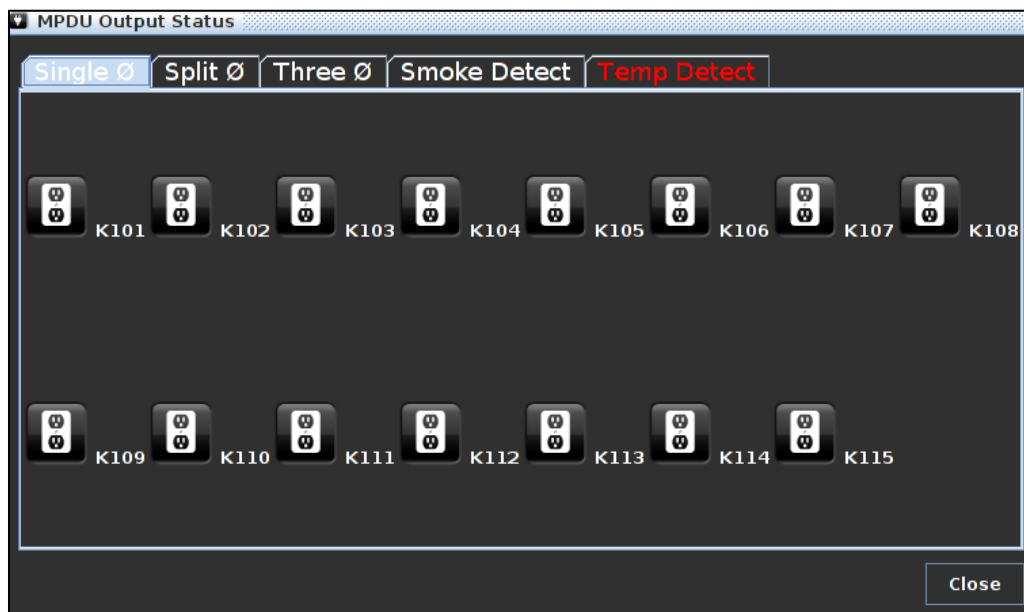 MPDU Output Status
Single Ø Split Ø Three Ø Smoke Detect Temp Detect
K101 K102 K103 K104 K105 K106 K107 K108
K109 K110 K111 K112 K113 K114 K115
Close